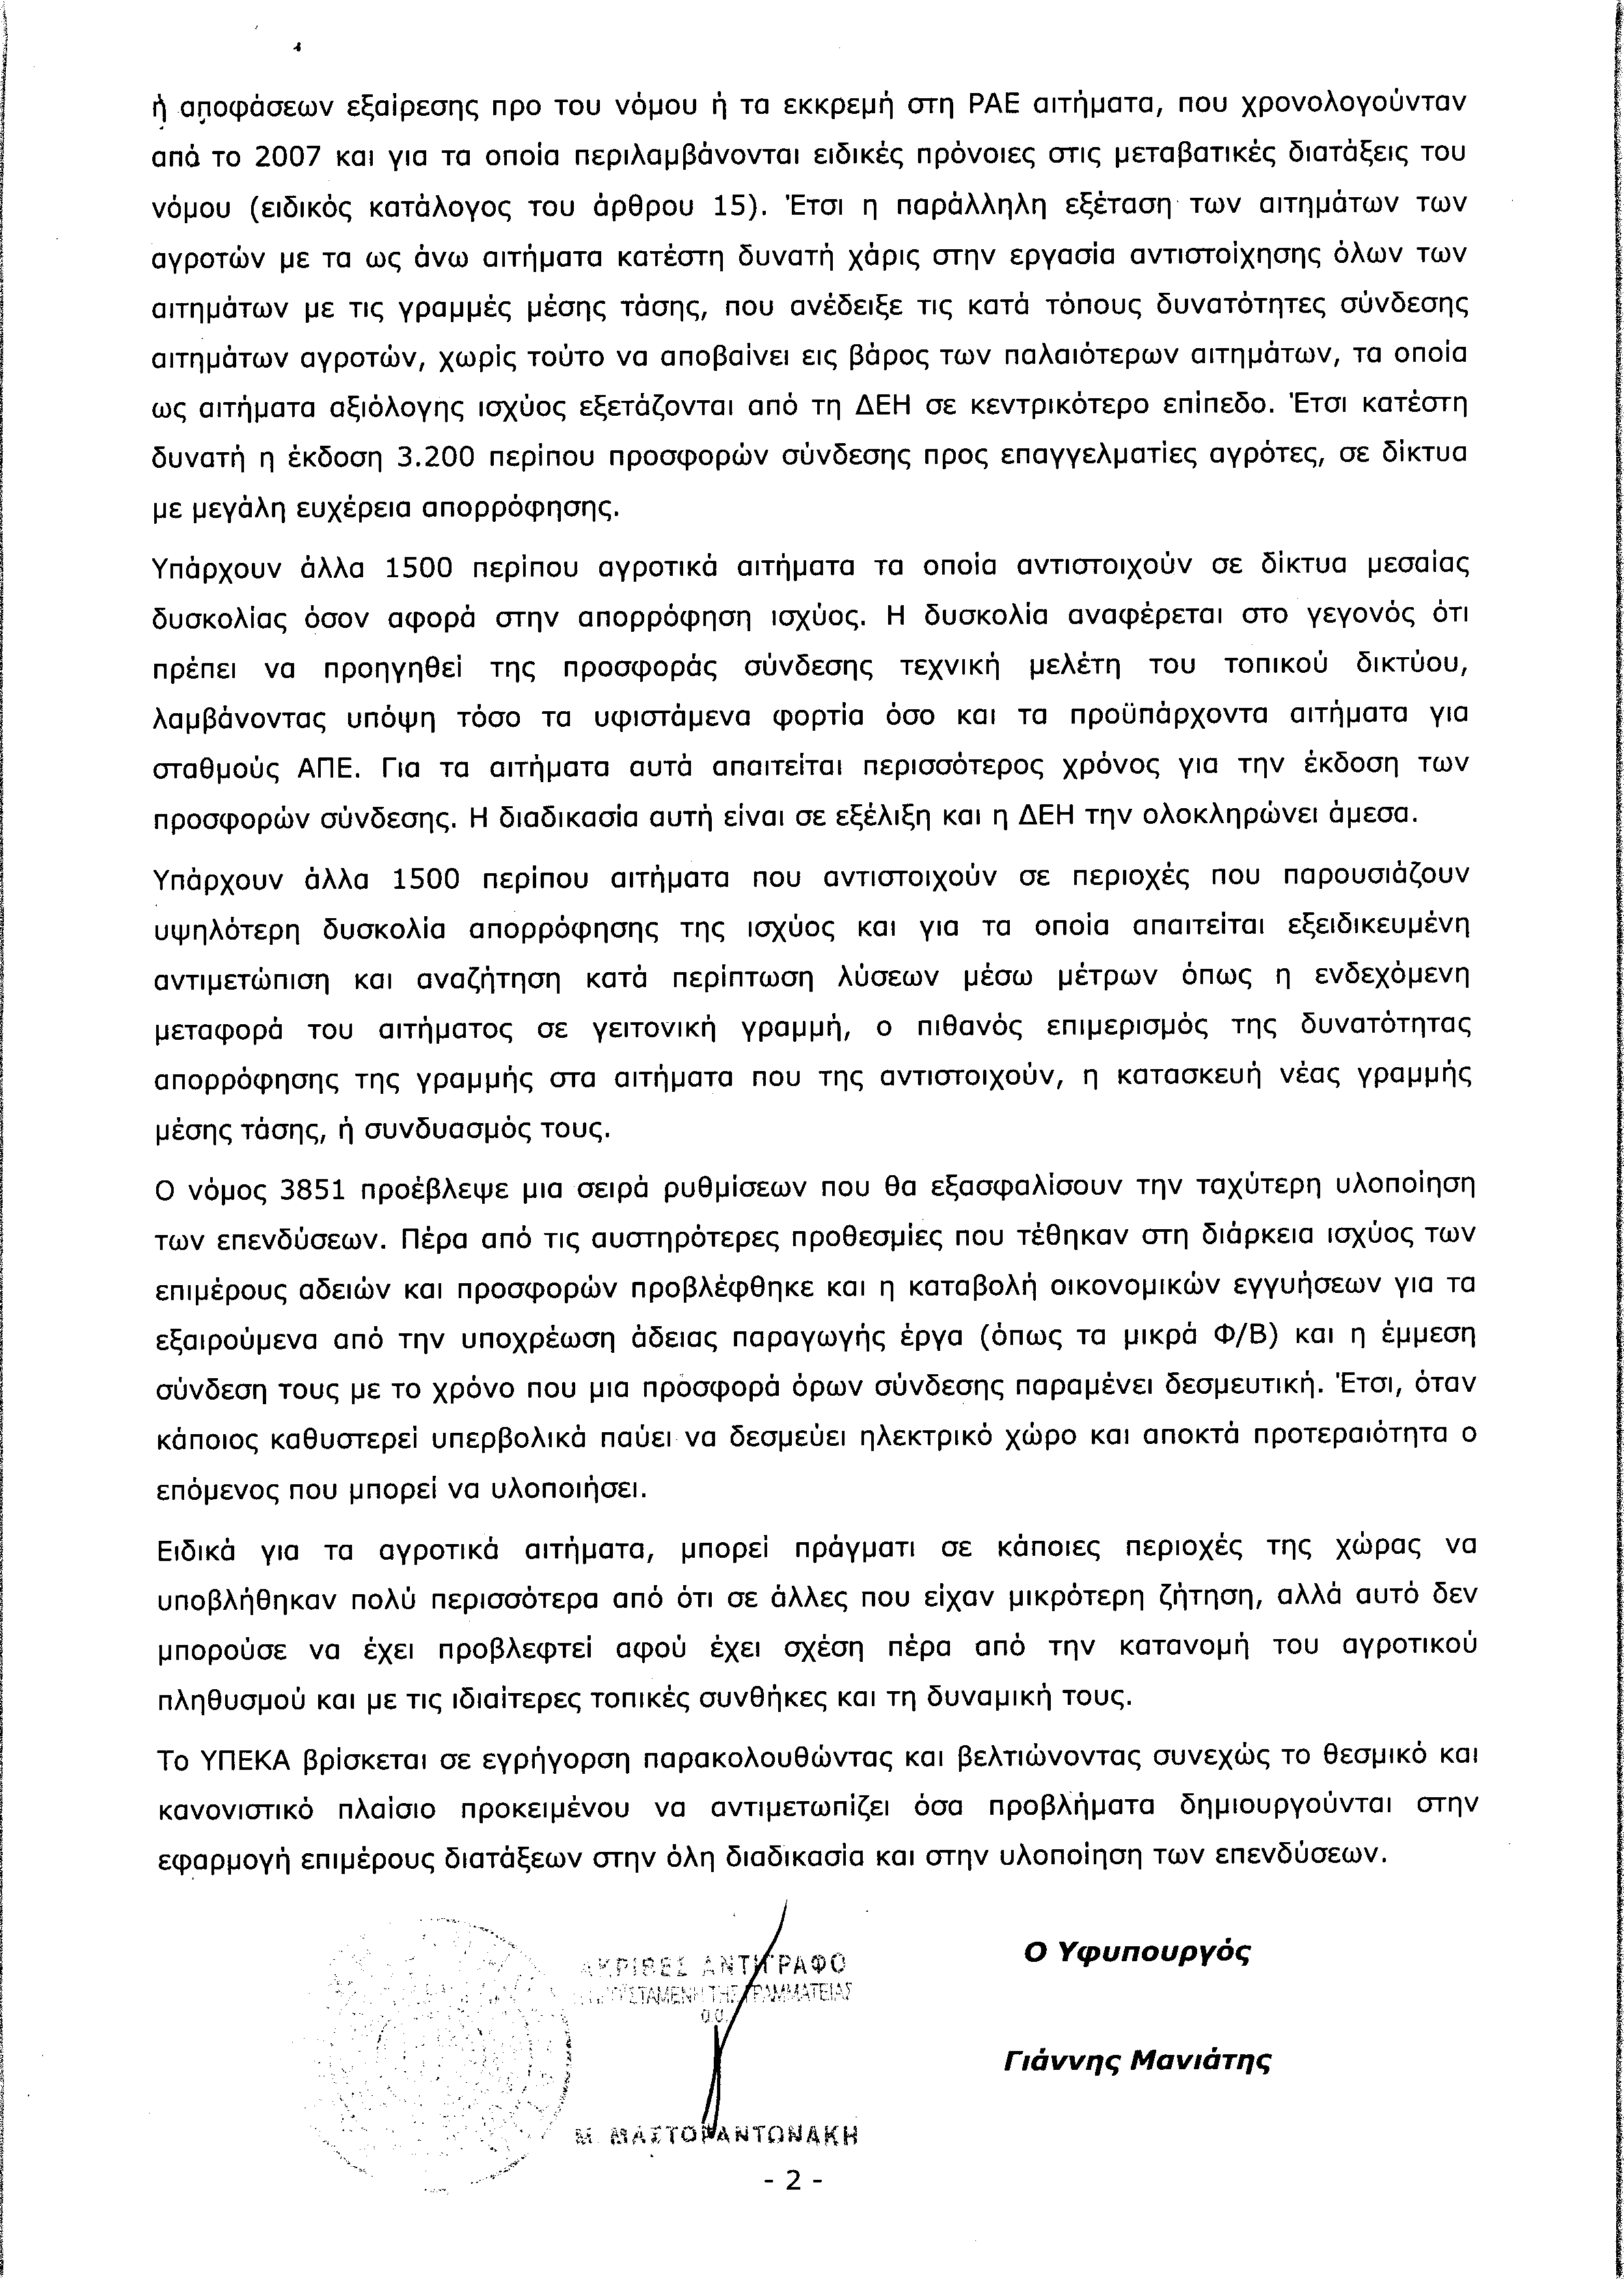 ή αποφάσεων εξαίρεσης προ του νόμου ή τα εκκρεμή στη ΡΑΕ αιτήματα, που χρονολογούνταν
από το 2007 και για τα οποία περιλαμβάνονται ειδικές πρόνοιες στις μεταβατικές διατάξεις του
νόμου (ειδικός κατάλογος του άρθρου 15). Έτσι η παράλληλη εξέταση των αιτημάτων των
αγροτών με τα ως άνω αιτήματα κατέστη δυνατή χάρις στην εργασία αντιστοίχησης όλων των
αιτημάτων με τις γραμμές μέσης τάσης, που ανέδειξε τις κατά τόπους δυνατότητες σύνδεσης
αιτημάτων αγροτών, χωρίς τούτο να αποβαίνει εις βάρος των παλαιότερων αιτημάτων, τα οποία
ως αιτήματα αξιόλογης ισχύος εξετάζονται από τη ΔΕΗ σε κεντρικότερο επίπεδο. Έτσι κατέστη
δυνατή η έκδοση 3.200 περίπου προσφορών σύνδεσης προς επαγγελματίες αγρότες, σε δίκτυα
με μεγάλη ευχέρεια απορρόφησης.
Υπάρχουν άλλα 1500 περίπου αγροτικά αιτήματα τα οποία αντιστοιχούν σε δίκτυα μεσαίας
δυσκολίας όσον αφορά στην απορρόφηση ισχύος. Η δυσκολία αναφέρεται στο γεγονός ότι
πρέπει να προηγηθεί της προσφοράς σύνδεσης τεχνική μελέτη του τοπικού δικτύου,
λαμβάνοντας υπόψη τόσο τα υφιστάμενα φορτία όσο και τα προϋπάρχοντα αιτήματα για
σταθμούς ΑΠΕ. Για τα αιτήματα αυτά απαιτείται περισσότερος χρόνος για την έκδοση των
προσφορών σύνδεσης. Η διαδικασία αυτή είναι σε εξέλιξη και η ΔΕΗ την ολοκληρώνει άμεσα.
Υπάρχουν άλλα 1500 περίπου αιτήματα που αντιστοιχούν σε περιοχές που παρουσιάζουν
υψηλότερη δυσκολία απορρόφησης της ισχύος και για τα οποία απαιτείται εξειδικευμένη
αντιμετώπιση και αναζήτηση κατά περίπτωση λύσεων μέσω μέτρων όπως η ενδεχόμενη
μεταφορά του αιτήματος σε γειτονική γραμμή, ο πιθανός επιμερισμός της δυνατότητας
απορρόφησης της γραμμής στα αιτήματα που της αντιστοιχούν, η κατασκευή νέας γραμμής
μέσης τάσης, ή συνδυασμός τους.
Ο νόμος 3851 προέβλεψε μια σειρά ρυθμίσεων που θα εξασφαλίσουν την ταχύτερη υλοποίηση
των επενδύσεων. Πέρα από τις αυστηρότερες προθεσμίες που τέθηκαν στη διάρκεια ισχύος των
επιμέρους αδειών και προσφορών προβλέφθηκε και η καταβολή οικονομικών εγγυήσεων για τα
εξαιρούμενα από την υποχρέωση άδειας παραγωγής έργα (όπως τα μικρά Φ/Β) και η έμμεση
σύνδεση τους με το χρόνο που μια προσφορά όρων σύνδεσης παραμένει δεσμευτική. Έτσι, όταν
κάποιος καθυστερεί υπερβολικά παύει να δεσμεύει ηλεκτρικό χώρο και αποκτά προτεραιότητα ο
επόμενος που μπορεί να υλοποιήσει.
Ειδικά για τα αγροτικά αιτήματα, μπορεί πράγματι σε κάποιες περιοχές της χώρας να
υποβλήθηκαν πολύ περισσότερα από ότι σε άλλες που είχαν μικρότερη ζήτηση, αλλά αυτό δεν
μπορούσε να έχει προβλεφτεί αφού έχει σχέση πέρα από την κατανομή του αγροτικού
πληθυσμού και με τις ιδιαίτερες τοπικές συνθήκες και τη δυναμική τους.
Το ΥΠΕΚΑ βρίσκεται σε εγρήγορση παρακολουθώντας και βελτιώνοντας συνεχώς το θεσμικό και
κανονιστικό πλαίσιο προκειμένου να αντιμετωπίζει όσα προβλήματα δημιουργούνται στην
εφαρμογή επιμέρους διατάξεων στην όλη διαδικασία και στην υλοποίηση των επενδύσεων.
Ο Υφυπουργός
ΑΚΡΙΒΕΣ ΑΝΤΙΓΡΑΦΟ
ΤΗΣ ΓΡΑΜΜΑΤΕΙΑΣ
Γιάννης Μανιάτης
Μ. ΜΑΣΤΟΡΑΝΤΩΝΑΚΗ
- 2 -